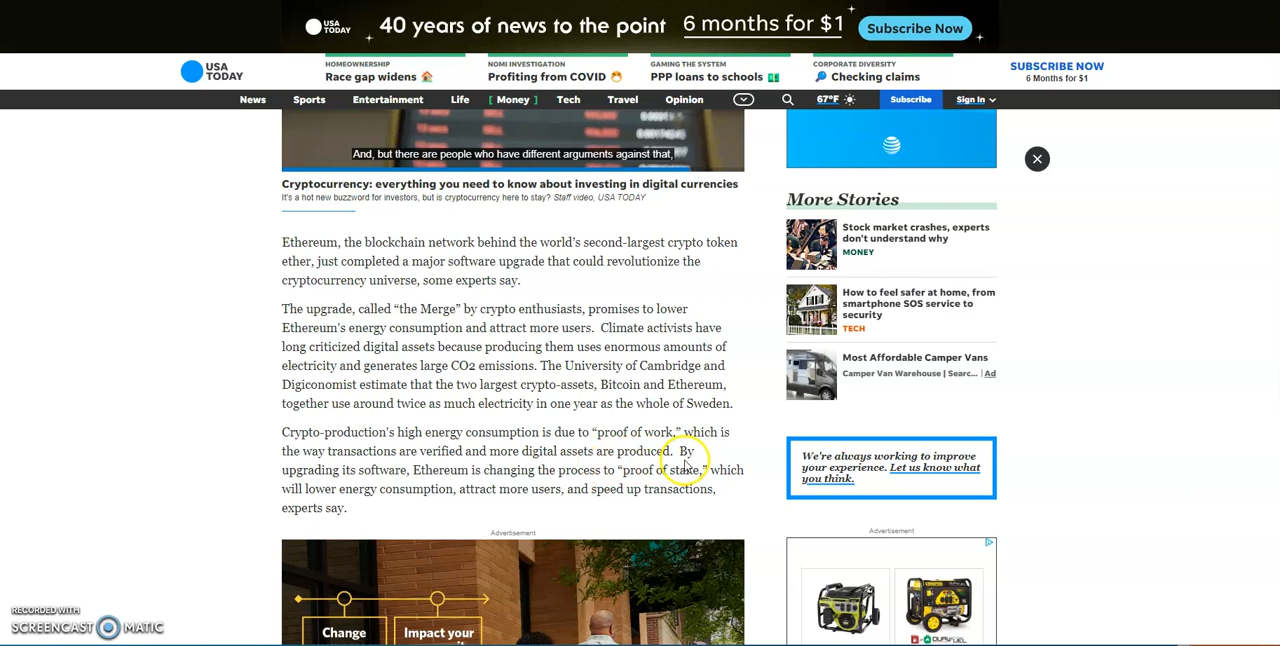 USA TODAY
40 years of news to the point
6 months for $1
Subscribe Now
USA TODAY
HOMEOWNERSHIP
Race gap widens
NOMI INVESTIGATION
Profiting from COVID
GAMING THE SYSTEM
PPP loans to schools
CORPORATE DIVERSITY
Checking claims
SUBSCRIBE NOW
6 Months for $1
News
Sports
Entertainment
Life
[ Money ]
Tech
Travel
Opinion
67°F
Subscribe
Sign In
And, but there are people who have different arguments against that,
Cryptocurrency: everything you need to know about investing in digital currencies
It's a hot new buzzword for investors, but is cryptocurrency here to stay? Staff video, USA TODAY
Ethereum, the blockchain network behind the world's second-largest crypto token
ether, just completed a major software upgrade that could revolutionize the
cryptocurrency universe, some experts say.
The upgrade, called “the Merge” by crypto enthusiasts, promises to lower
Ethereum's energy consumption and attract more users. Climate activists have
long criticized digital assets because producing them uses enormous amounts of
electricity and generates large CO2 emissions. The University of Cambridge and
Digiconomist estimate that the two largest crypto-assets, Bitcoin and Ethereum,
together use around twice as much electricity in one year as the whole of Sweden.
Crypto-production's high energy consumption is due to “proof of work,” which is
the way transactions are verified and more digital assets are produced. By
upgrading its software, Ethereum is changing the process to “proof of stake,” which
will lower energy consumption, attract more users, and speed up transactions,
experts say.
Advertisement
Change
Impact your
More Stories
Stock market crashes, experts
don't understand why
MONEY
How to feel safer at home, from
smartphone SOS service to
security
TECH
Most Affordable Camper Vans
Camper Van Warehouse | Searc... | Ad
We're always working to improve
your experience. Let us know what
you think.
Advertisement
RECORDED WITH
SCREENCAST MATIC